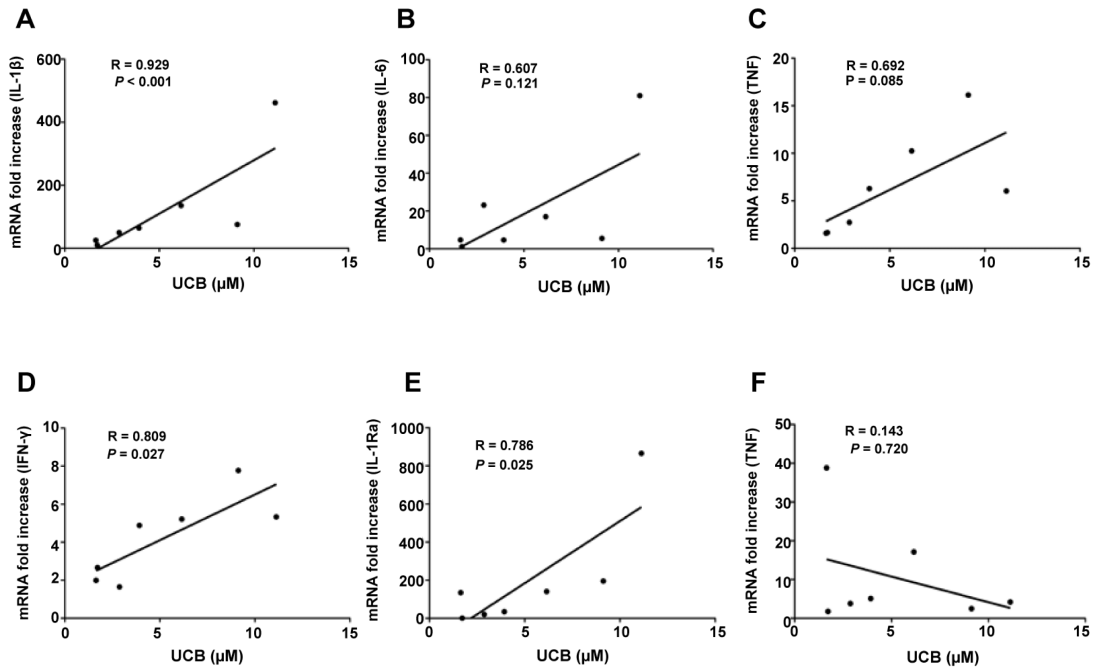 A
mRNA fold increase (IL-1β)
R = 0.929
P < 0.001
600
400
200
0
0 5 10 15
UCB (µM)
B
mRNA fold increase (IL-6)
R = 0.607
P = 0.121
100
80
60
40
20
0
0 5 10 15
UCB (µM)
C
mRNA fold increase (TNF)
R = 0.692
P = 0.085
20
15
10
5
0
0 5 10 15
UCB (µM)
D
mRNA fold increase (IFN-γ)
R = 0.809
P = 0.027
10
8
6
4
2
0
0 5 10 15
UCB (µM)
E
mRNA fold increase (IL-1Ra)
R = 0.786
P = 0.025
1000
800
600
400
200
0
0 5 10 15
UCB (µM)
F
mRNA fold increase (TNF)
R = 0.143
P = 0.720
50
40
30
20
10
0
0 5 10 15
UCB (µM)